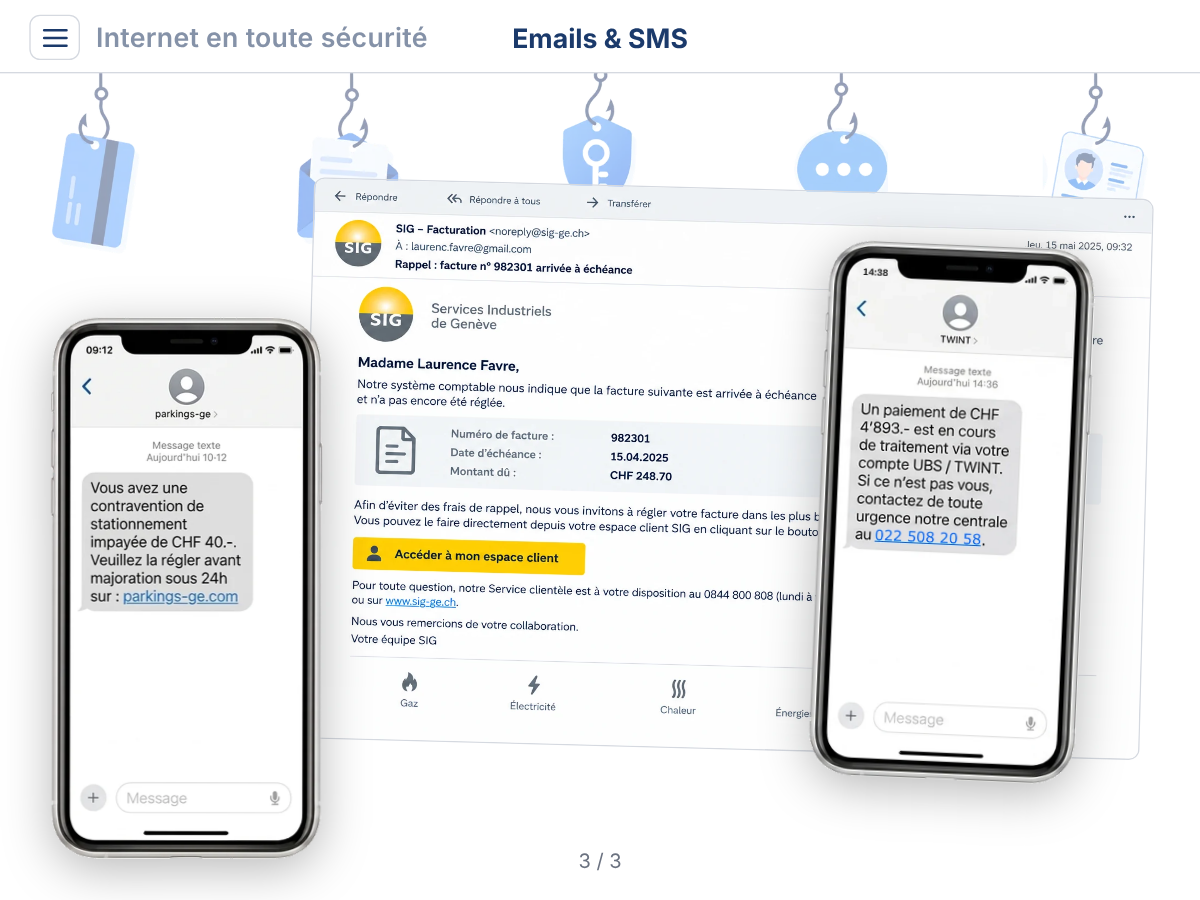 Internet en toute sécurité
Emails & SMS
Répondre
Répondre à tous
Transférer
...
SIG
SIG – Facturation <noreply@sig-ge.ch>
À : laurenc.favre@gmail.com
Rappel : facture n° 982301 arrivée à échéance
jeu. 15 mai 2025, 09:32
SIG
Services Industriels
de Genève
re
Madame Laurence Favre,
Notre système comptable nous indique que la facture suivante est arrivée à échéance
et n'a pas encore été réglée.
Numéro de facture : 982301
Date d'échéance : 15.04.2025
Montant dû : CHF 248.70
Afin d'éviter des frais de rappel, nous vous invitons à régler votre facture dans les plus b
Vous pouvez le faire directement depuis votre espace client SIG en cliquant sur le bouto
Accéder à mon espace client
Pour toute question, notre Service clientèle est à votre disposition au 0844 800 808 (lundi à
ou sur www.sig-ge.ch.
Nous vous remercions de votre collaboration.
Votre équipe SIG
Gaz
Électricité
Chaleur
Énergie
09:12
parkings-ge >
Message texte
Aujourd'hui 10-12
Vous avez une
contravention de
stationnement
impayée de CHF 40.-.
Veuillez la régler avant
majoration sous 24h
sur : parkings-ge.com
+
Message
14:38
TWINT >
Message texte
Aujourd'hui 14:36
Un paiement de CHF
4'893.- est en cours
de traitement via votre
compte UBS / TWINT.
Si ce n'est pas vous,
contactez de toute
urgence notre centrale
au 022 508 20 58.
+
Message
3 / 3